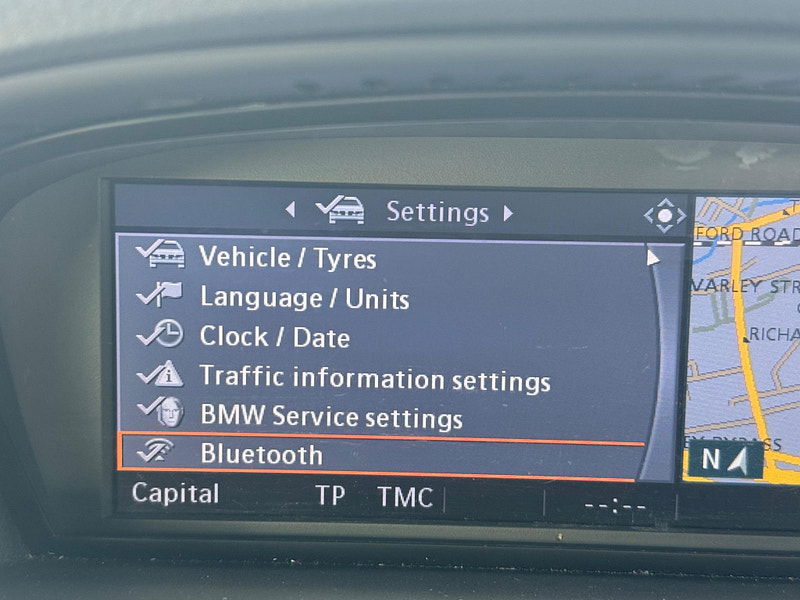 Settings
Vehicle / Tyres
Language / Units
Clock / Date
Traffic information settings
BMW Service settings
Bluetooth
Capital TP TMC --:--
FORD ROAD
VARLEY STR
RICHA
BYPASS
N